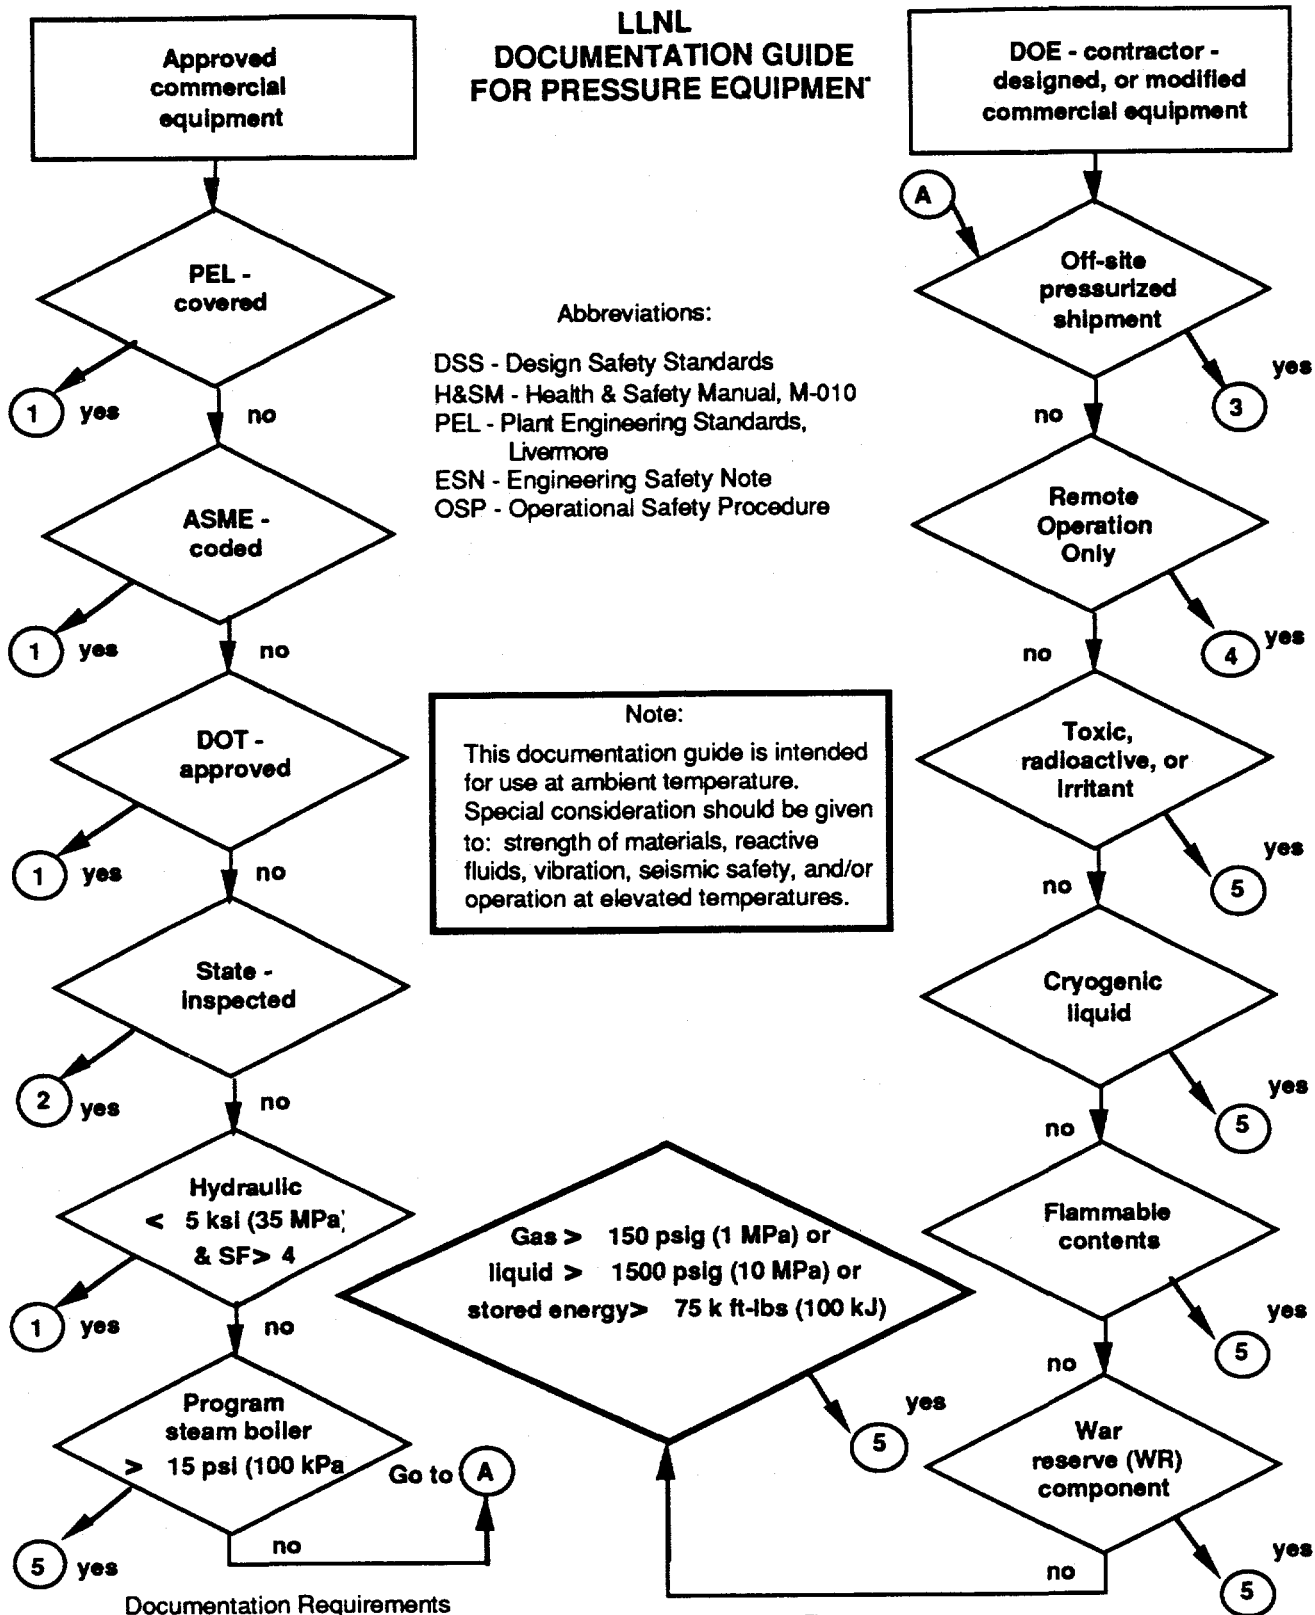 LLNL
DOCUMENTATION GUIDE
FOR PRESSURE EQUIPMEN
Approved
commercial
equipment
PEL -
covered
1 yes
no
ASME -
coded
1 yes
no
DOT -
approved
1 yes
no
State -
inspected
2 yes
no
Hydraulic
< 5 ksi (35 MPa)
& SF> 4
1 yes
no
Program
steam boiler
> 15 psi (100 kPa
5 yes
no
Go to A
Documentation Requirements
Abbreviations:
DSS - Design Safety Standards
H&SM - Health & Safety Manual, M-010
PEL - Plant Engineering Standards,
Livermore
ESN - Engineering Safety Note
OSP - Operational Safety Procedure
Note:
This documentation guide is intended
for use at ambient temperature.
Special consideration should be given
to: strength of materials, reactive
fluids, vibration, seismic safety, and/or
operation at elevated temperatures.
DOE - contractor -
designed, or modified
commercial equipment
A
Off-site
pressurized
shipment
yes
3
no
Remote
Operation
Only
yes
4
no
Toxic,
radioactive, or
irritant
yes
5
no
Cryogenic
liquid
yes
5
no
Flammable
contents
yes
5
no
War
reserve (WR)
component
yes
5
no
Gas > 150 psig (1 MPa) or
liquid > 1500 psig (10 MPa) or
stored energy> 75 k ft-lbs (100 kJ)
yes
5